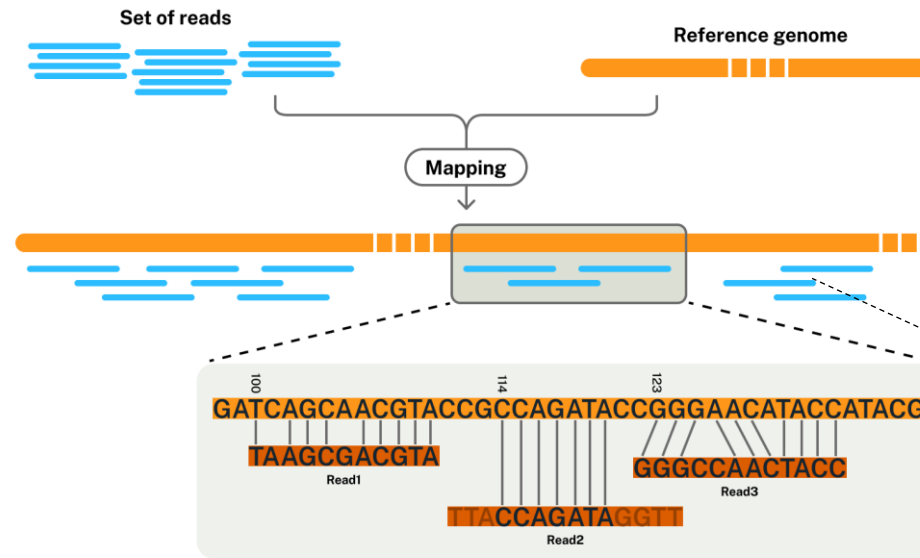 Set of reads
Reference genome
Mapping
100
114
123
GATCAGCAACGTACCGCCAGATACCGGGAACATACCATACG
TAAGCGACGTA
Read1
GGGCCAACTACC
Read3
TTACCAGATAGGTT
Read2